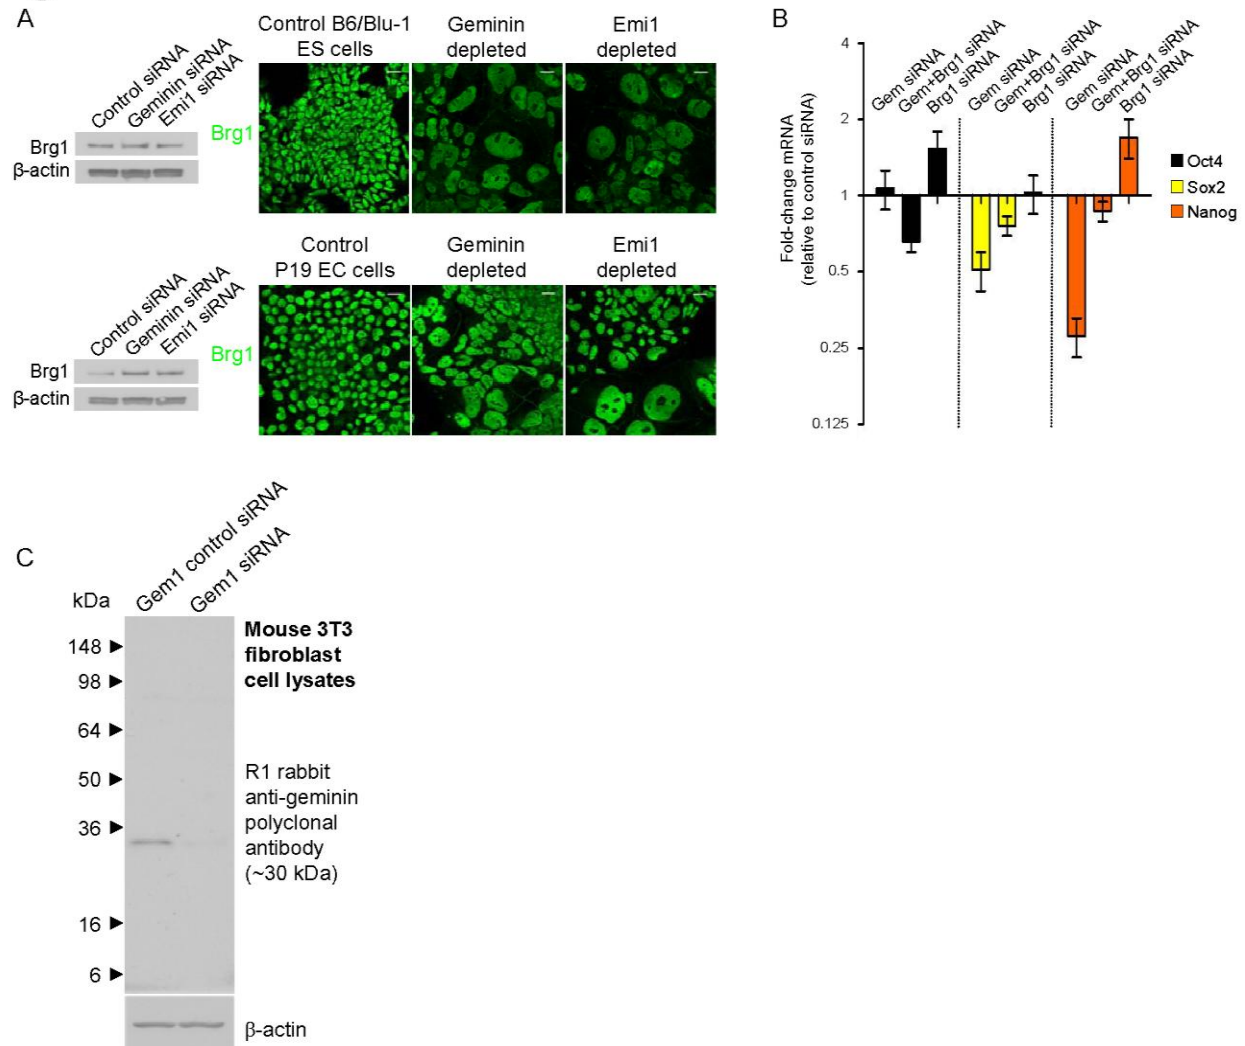 A
Control siRNA
Geminin siRNA
Emi1 siRNA
Brg1
β-actin
Control B6/Blu-1
ES cells
Geminin
depleted
Emi1
depleted
Brg1
Control siRNA
Geminin siRNA
Emi1 siRNA
Brg1
β-actin
Control
P19 EC cells
Geminin
depleted
Emi1
depleted
Brg1
B
Fold-change mRNA
(relative to control siRNA)
4
2
1
0.5
0.25
0.125
Gem siRNA
Gem+Brg1 siRNA
Brg1 siRNA
Gem siRNA
Gem+Brg1 siRNA
Brg1 siRNA
Gem siRNA
Gem+Brg1 siRNA
Brg1 siRNA
Oct4
Sox2
Nanog
C
Gem1 control siRNA
Gem1 siRNA
kDa
148
98
64
50
36
16
6
Mouse 3T3
fibroblast
cell lysates
R1 rabbit
anti-geminin
polyclonal
antibody
(~30 kDa)
β-actin